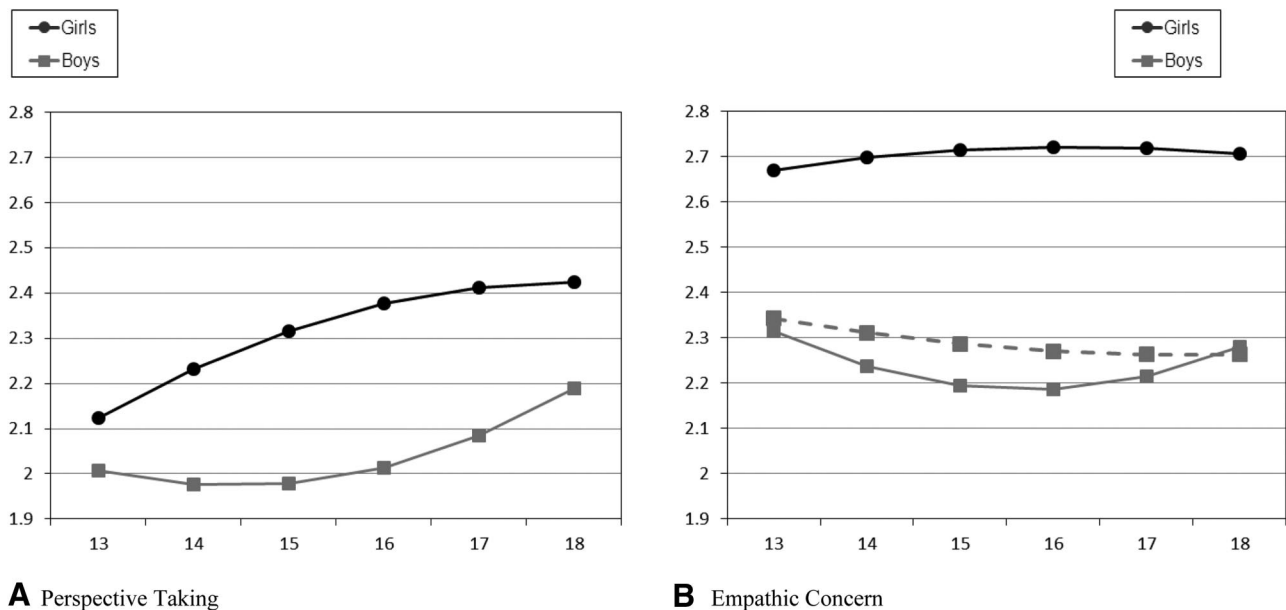 Girls
Boys
Girls
Boys
2.8
2.7
2.6
2.5
2.4
2.3
2.2
2.1
2
1.9
13 14 15 16 17 18
A Perspective Taking
2.8
2.7
2.6
2.5
2.4
2.3
2.2
2.1
2
1.9
13 14 15 16 17 18
B Empathic Concern